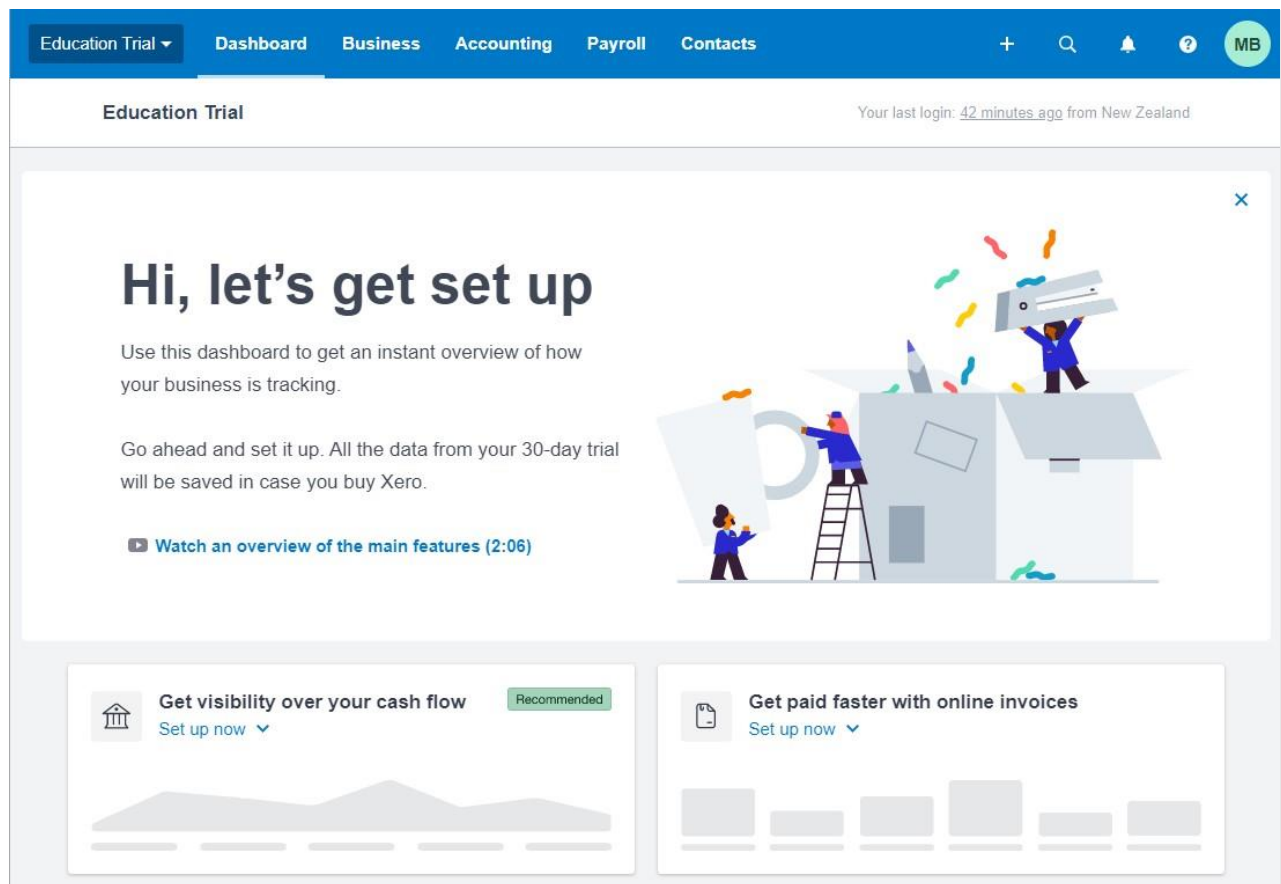 Education Trial Dashboard Business Accounting Payroll Contacts MB
Education Trial Your last login: 42 minutes ago from New Zealand
Hi, let's get set up
Use this dashboard to get an instant overview of how
your business is tracking.
Go ahead and set it up. All the data from your 30-day trial
will be saved in case you buy Xero.
Watch an overview of the main features (2:06)
Get visibility over your cash flow Recommended
Set up now
Get paid faster with online invoices
Set up now